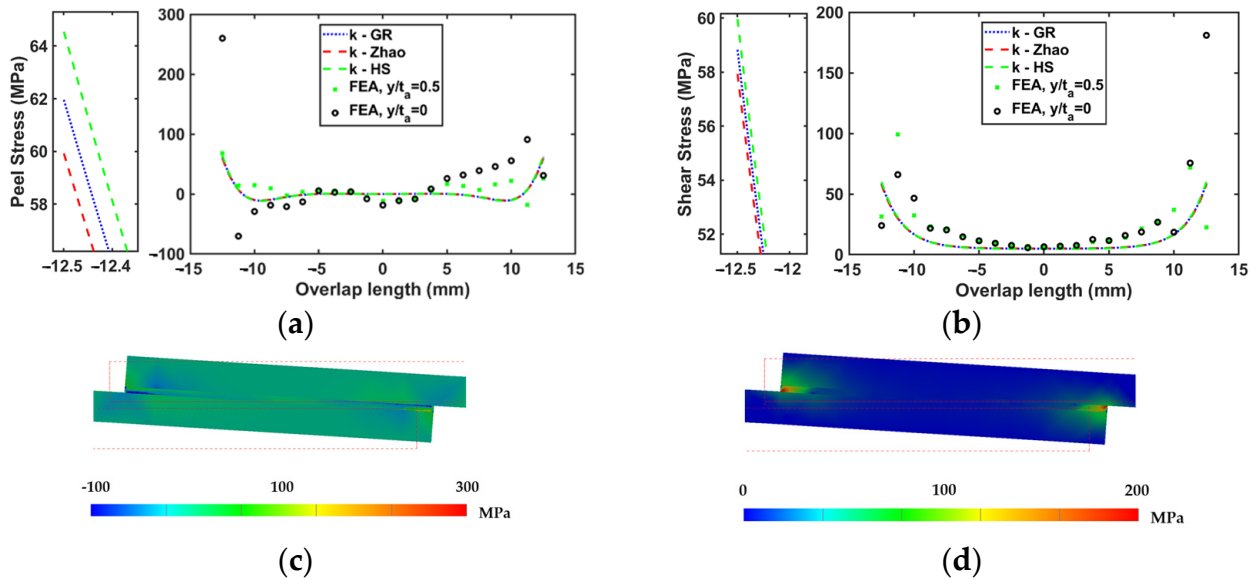 Peel Stress (MPa)
64
62
60
58
−12.5 −12.4
300
200
100
0
−100
−15 −10 −5 0 5 10 15
Overlap length (mm)
k - GR
k - Zhao
k - HS
FEA, y/tₐ=0.5
FEA, y/tₐ=0
(a)
Shear Stress (MPa)
60
58
56
54
52
−12.5 −12
200
150
100
50
0
−15 −10 −5 0 5 10 15
Overlap length (mm)
k - GR
k - Zhao
k - HS
FEA, y/tₐ=0.5
FEA, y/tₐ=0
(b)
-100 100 300
MPa
(c)
0 100 200
MPa
(d)